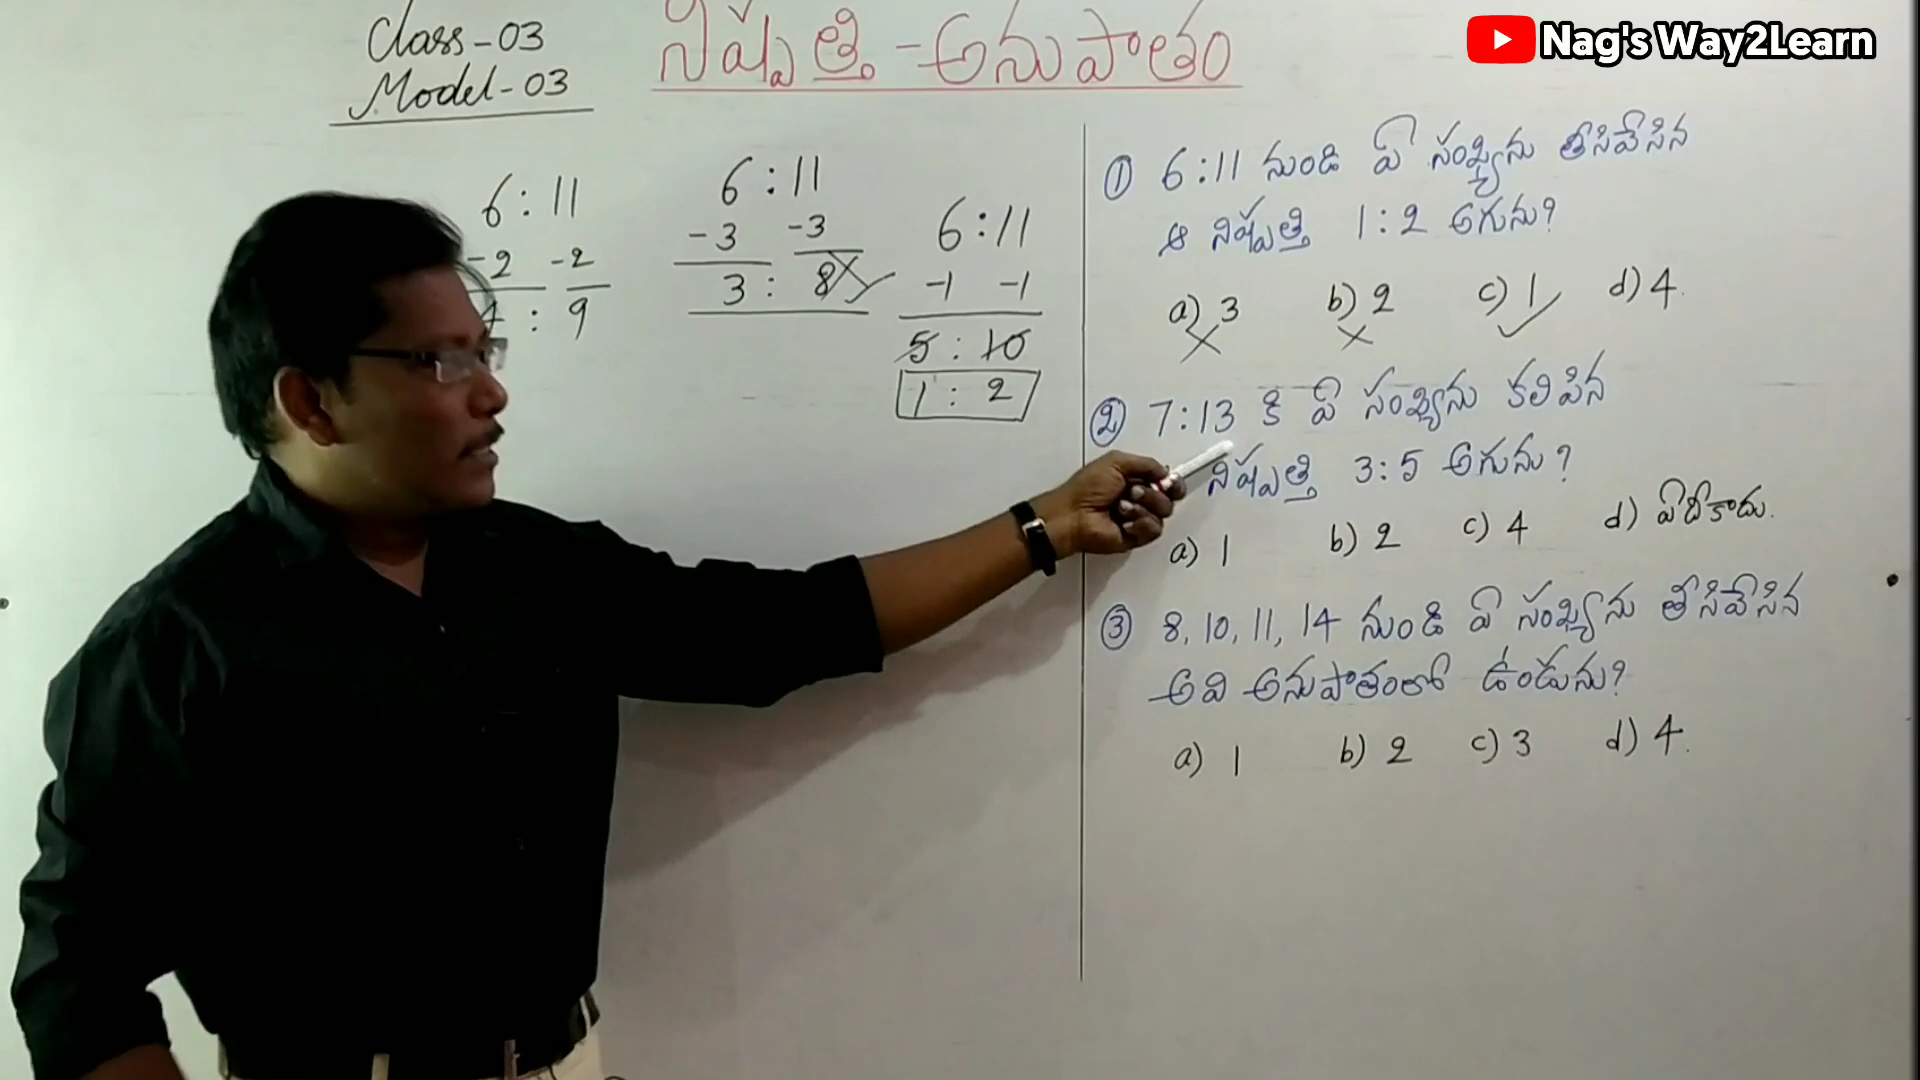 Class-03
Model-03
నిష్పత్తి - అనుపాతం
Nag's Way2Learn
6 : 11
-2 -2
: 9
6 : 11
-3 -3
3 : 8
6 : 11
-1 -1
5 : 10
1 : 2
① 6:11 నుండి ఏ సంఖ్యను తీసివేసిన
ఆ నిష్పత్తి 1:2 అగును?
a) 3 b) 2 c) 1 d) 4.
② 7:13 కి ఏ సంఖ్యను కలిపిన
నిష్పత్తి 3:5 అగును?
a) 1 b) 2 c) 4 d) ఏదీకాదు.
③ 8, 10, 11, 14 నుండి ఏ సంఖ్యను తీసివేసిన
అవి అనుపాతంలో ఉండును?
a) 1 b) 2 c) 3 d) 4.